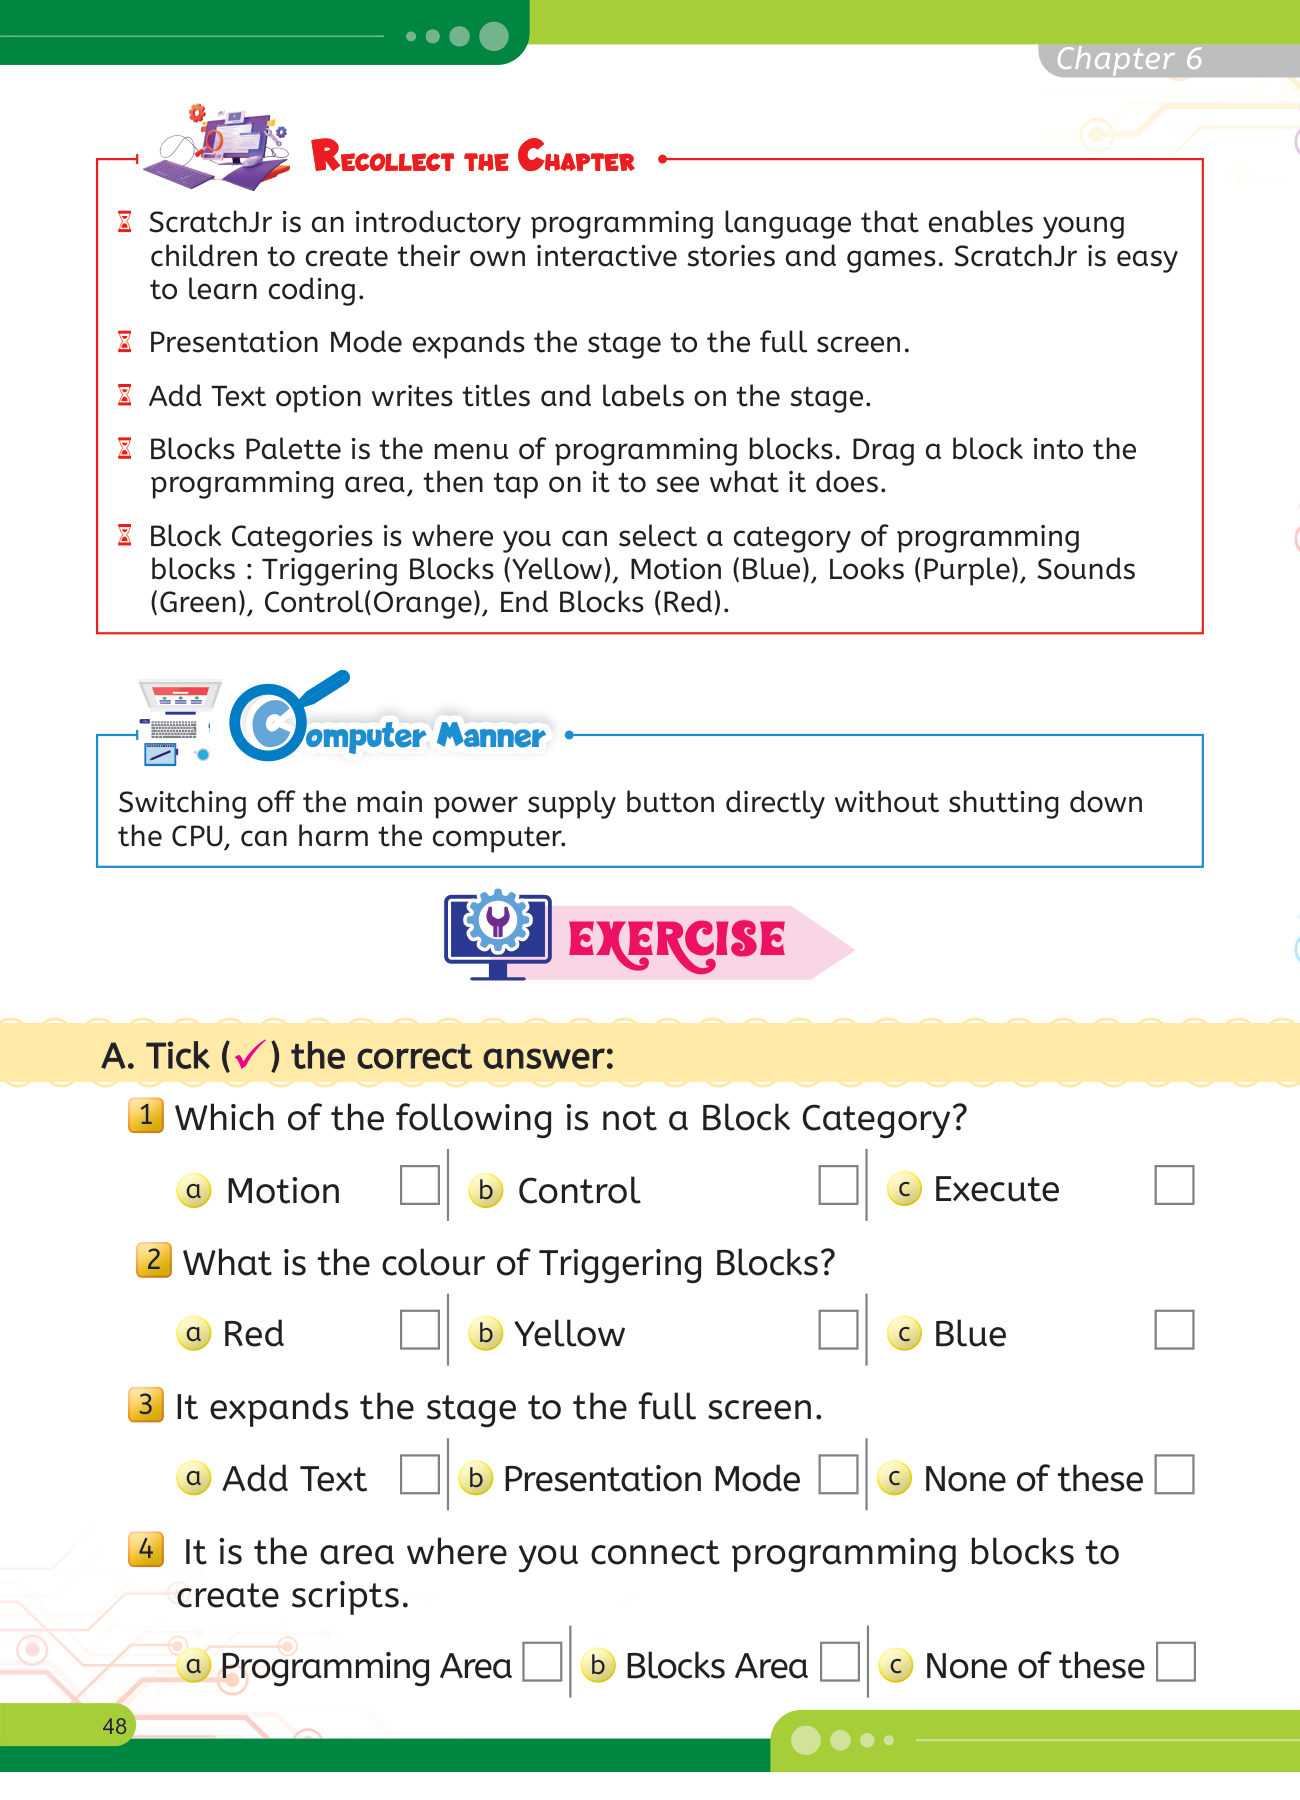 Chapter 6
RECOLLECT THE CHAPTER
ScratchJr is an introductory programming language that enables young
children to create their own interactive stories and games. ScratchJr is easy
to learn coding.
Presentation Mode expands the stage to the full screen.
Add Text option writes titles and labels on the stage.
Blocks Palette is the menu of programming blocks. Drag a block into the
programming area, then tap on it to see what it does.
Block Categories is where you can select a category of programming
blocks : Triggering Blocks (Yellow), Motion (Blue), Looks (Purple), Sounds
(Green), Control(Orange), End Blocks (Red).
Computer Manner
Switching off the main power supply button directly without shutting down
the CPU, can harm the computer.
EXERCISE
A. Tick (✓) the correct answer:
1 Which of the following is not a Block Category?
a Motion b Control c Execute
2 What is the colour of Triggering Blocks?
a Red b Yellow c Blue
3 It expands the stage to the full screen.
a Add Text b Presentation Mode c None of these
4 It is the area where you connect programming blocks to
create scripts.
a Programming Area b Blocks Area c None of these
48